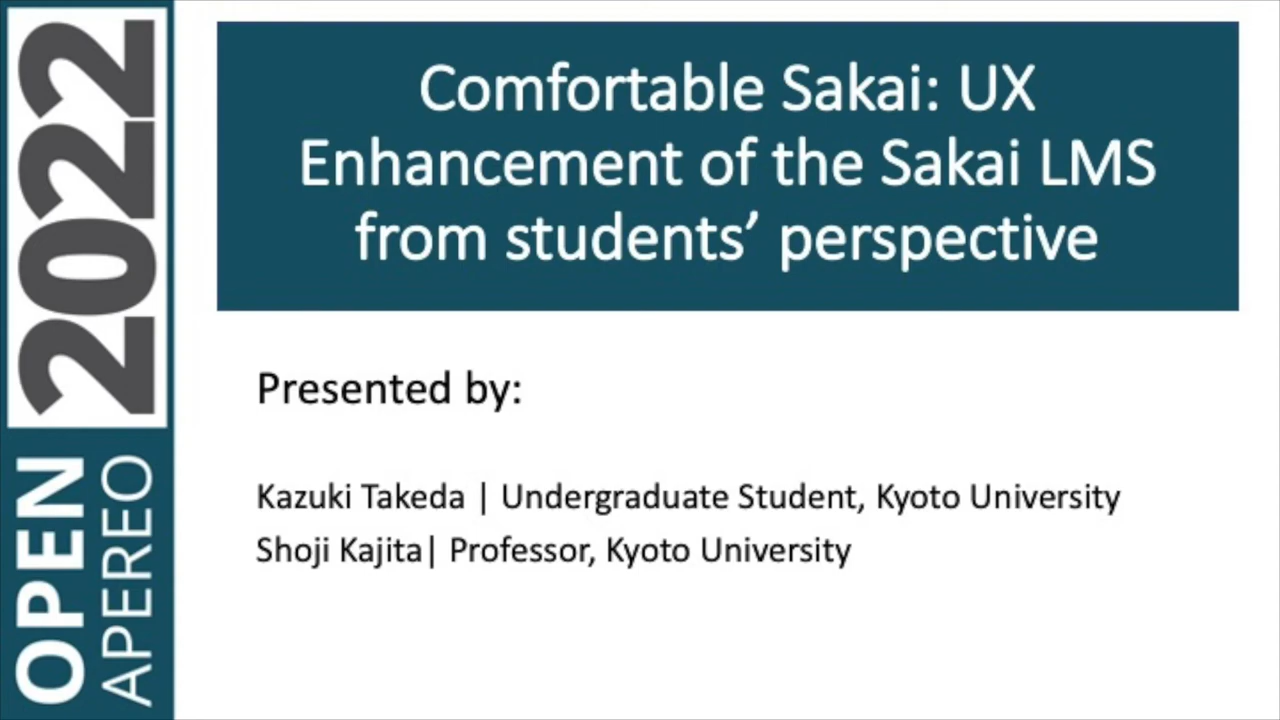 OPEN
APEREO
2022
Comfortable Sakai: UX
Enhancement of the Sakai LMS
from students’ perspective
Presented by:
Kazuki Takeda | Undergraduate Student, Kyoto University
Shoji Kajita| Professor, Kyoto University